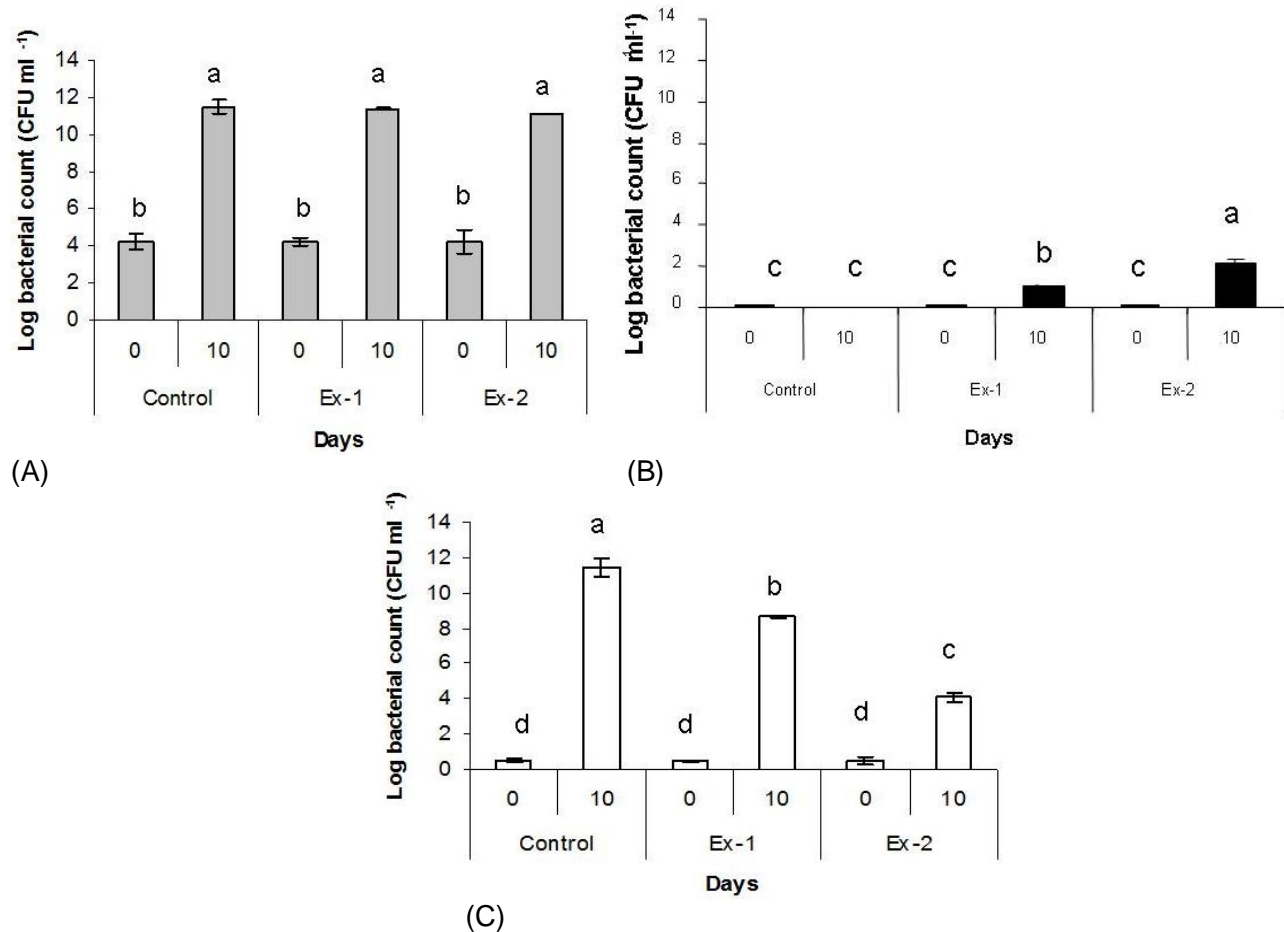 Log bacterial count (CFU ml -1)
14
12
10
8
6
4
2
0
b
a
b
a
b
a
0 10 0 10 0 10
Control Ex-1 Ex-2
Days
(A)
Log bacterial count (CFU ml-1)
14
12
10
8
6
4
2
0
c
c
c
b
c
a
0 10 0 10 0 10
Control Ex-1 Ex-2
Days
(B)
Log bacterial count (CFU ml -1)
14
12
10
8
6
4
2
0
d
a
d
b
d
c
0 10 0 10 0 10
Control Ex-1 Ex-2
Days
(C)